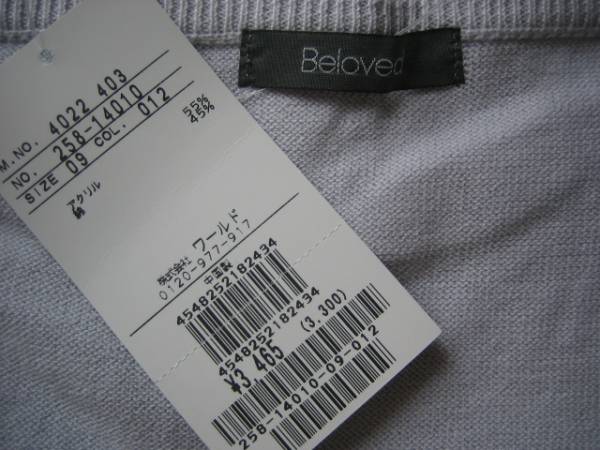 Beloved
M.NO. 4022 403
NO. 258-14010
SIZE 09 COL. 012
アクリル 55%
綿 45%
株式会社 ワールド
0120-977-917
中国製
4548252182434
4548252182434
¥3,465 (3,300)
258-14010-09-012